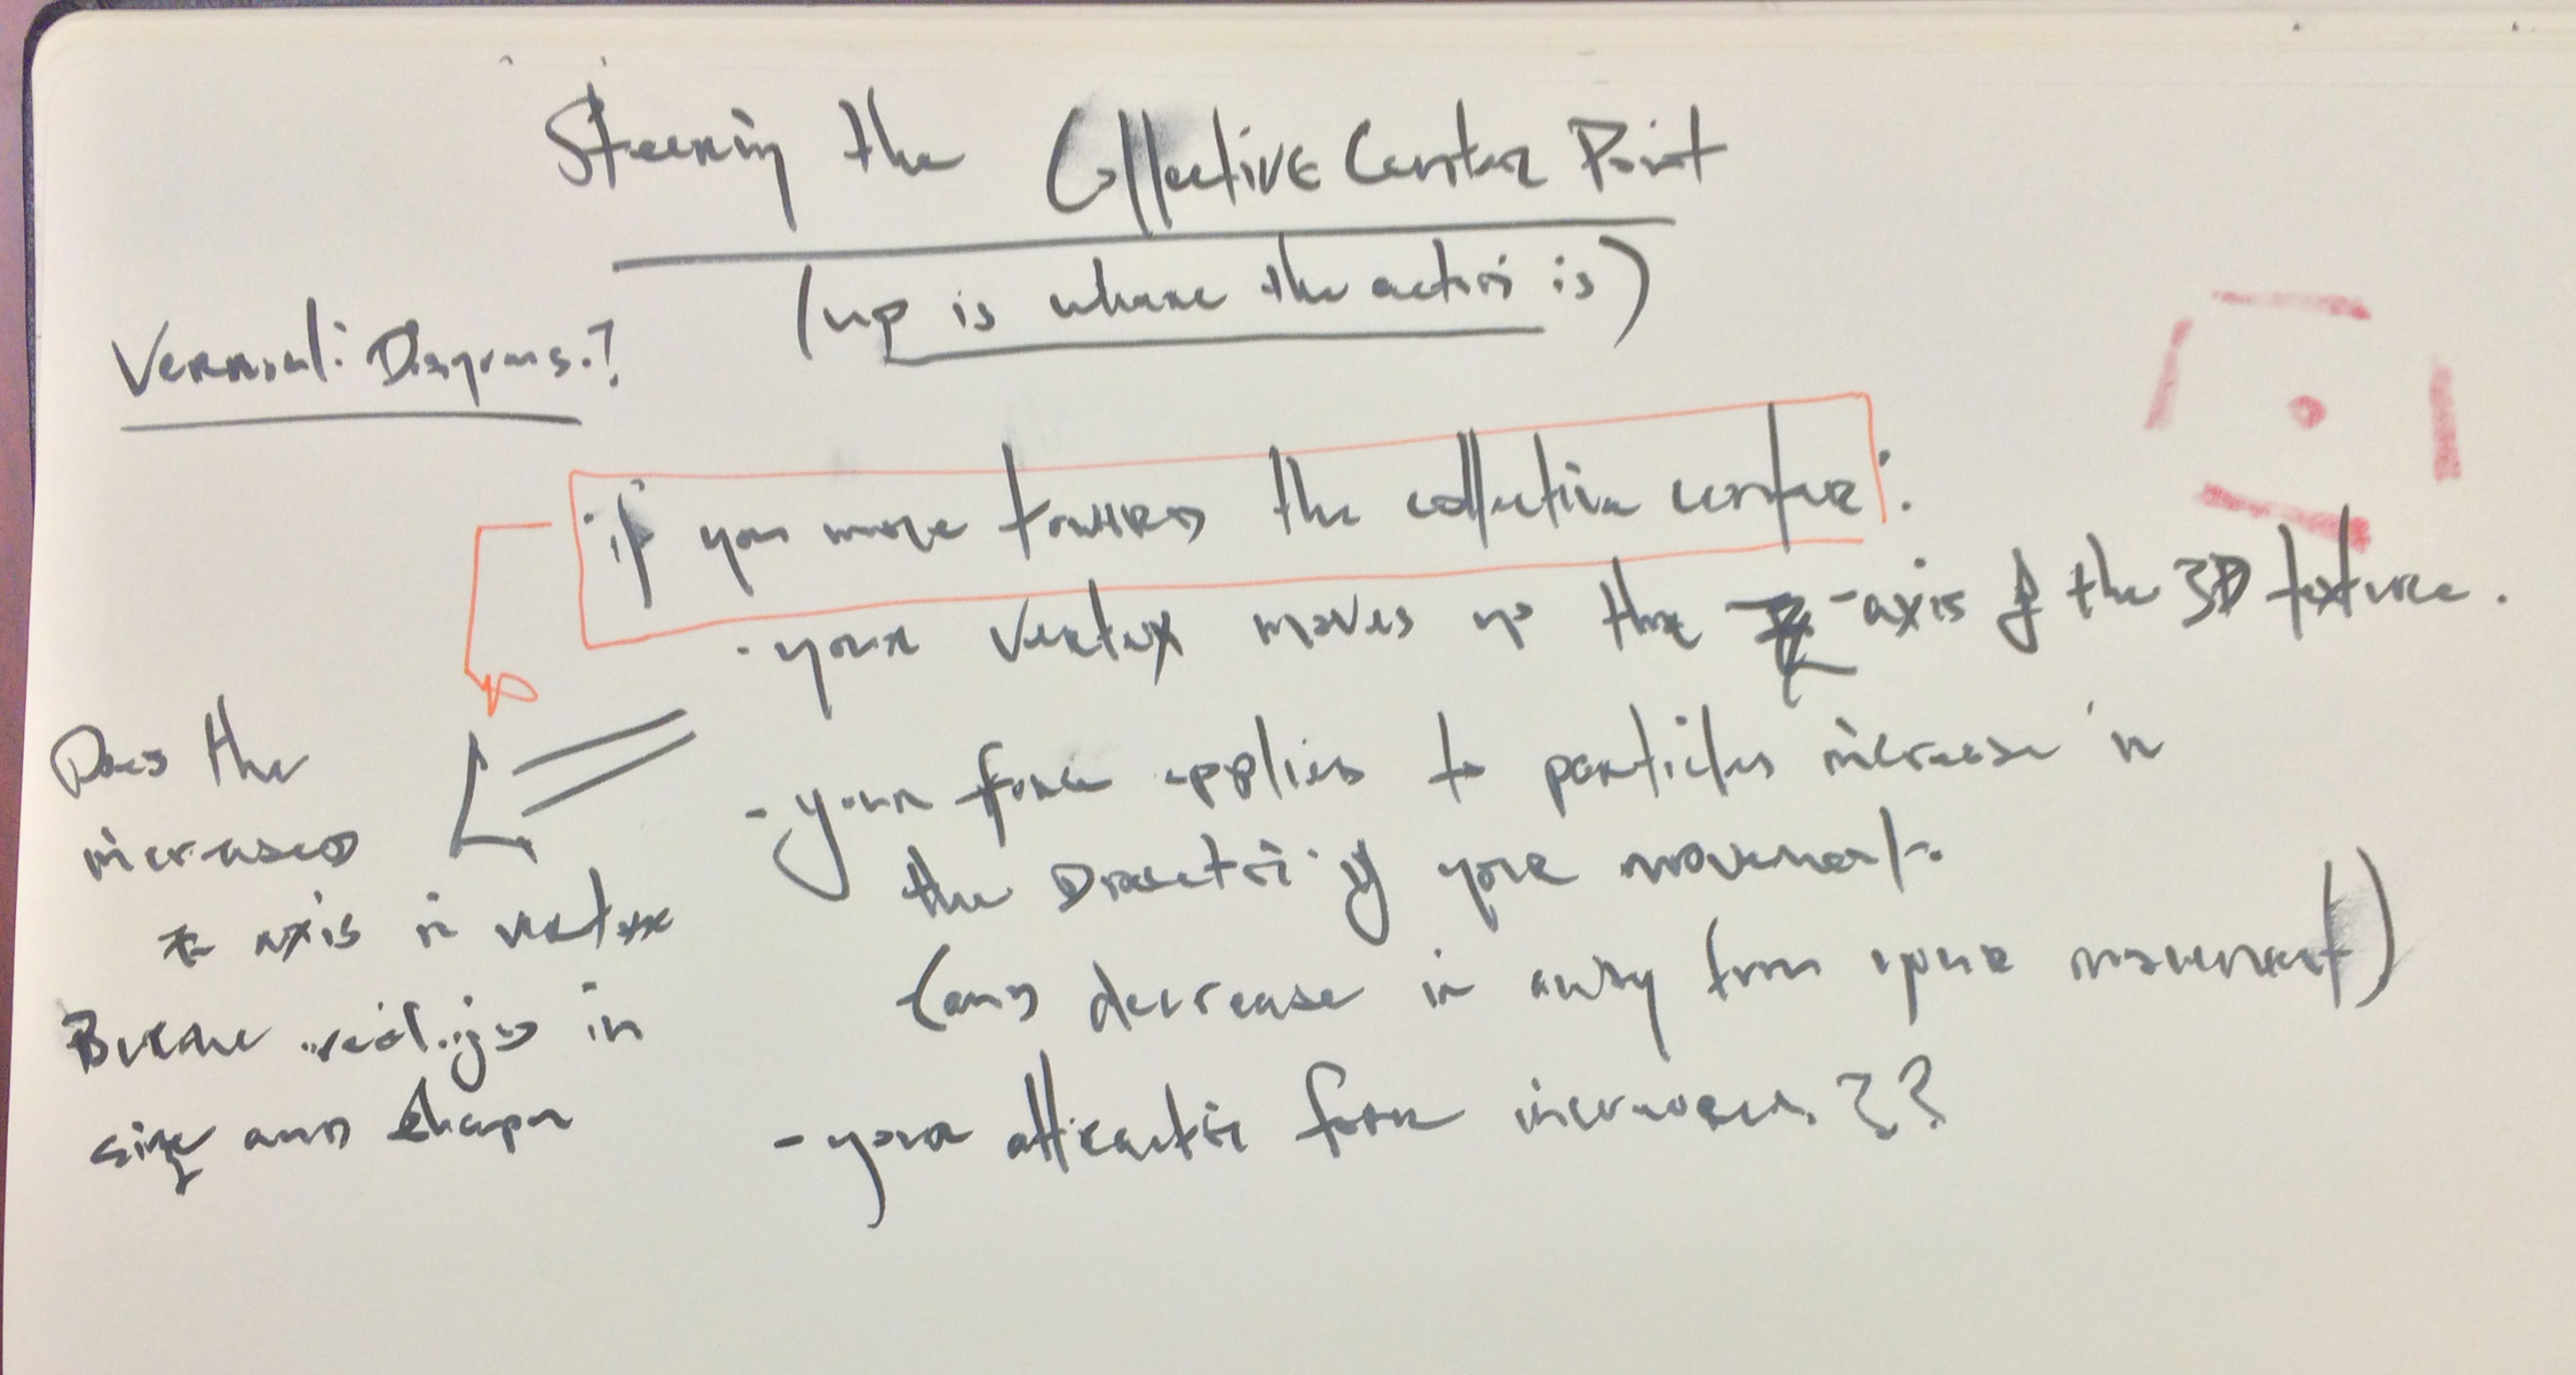 Steering the Collective Center Point
(up is where the action is)
Diagrams?
if you move towards the collective center:
- your vertex moves up the z-axis of the 3D texture.
- your force applies to particles increase in
the Direction of your movement.
(and decrease in away from your movement)
- your attraction force increases??
Does the
increased
z axis in vertex
Become in
size and shape